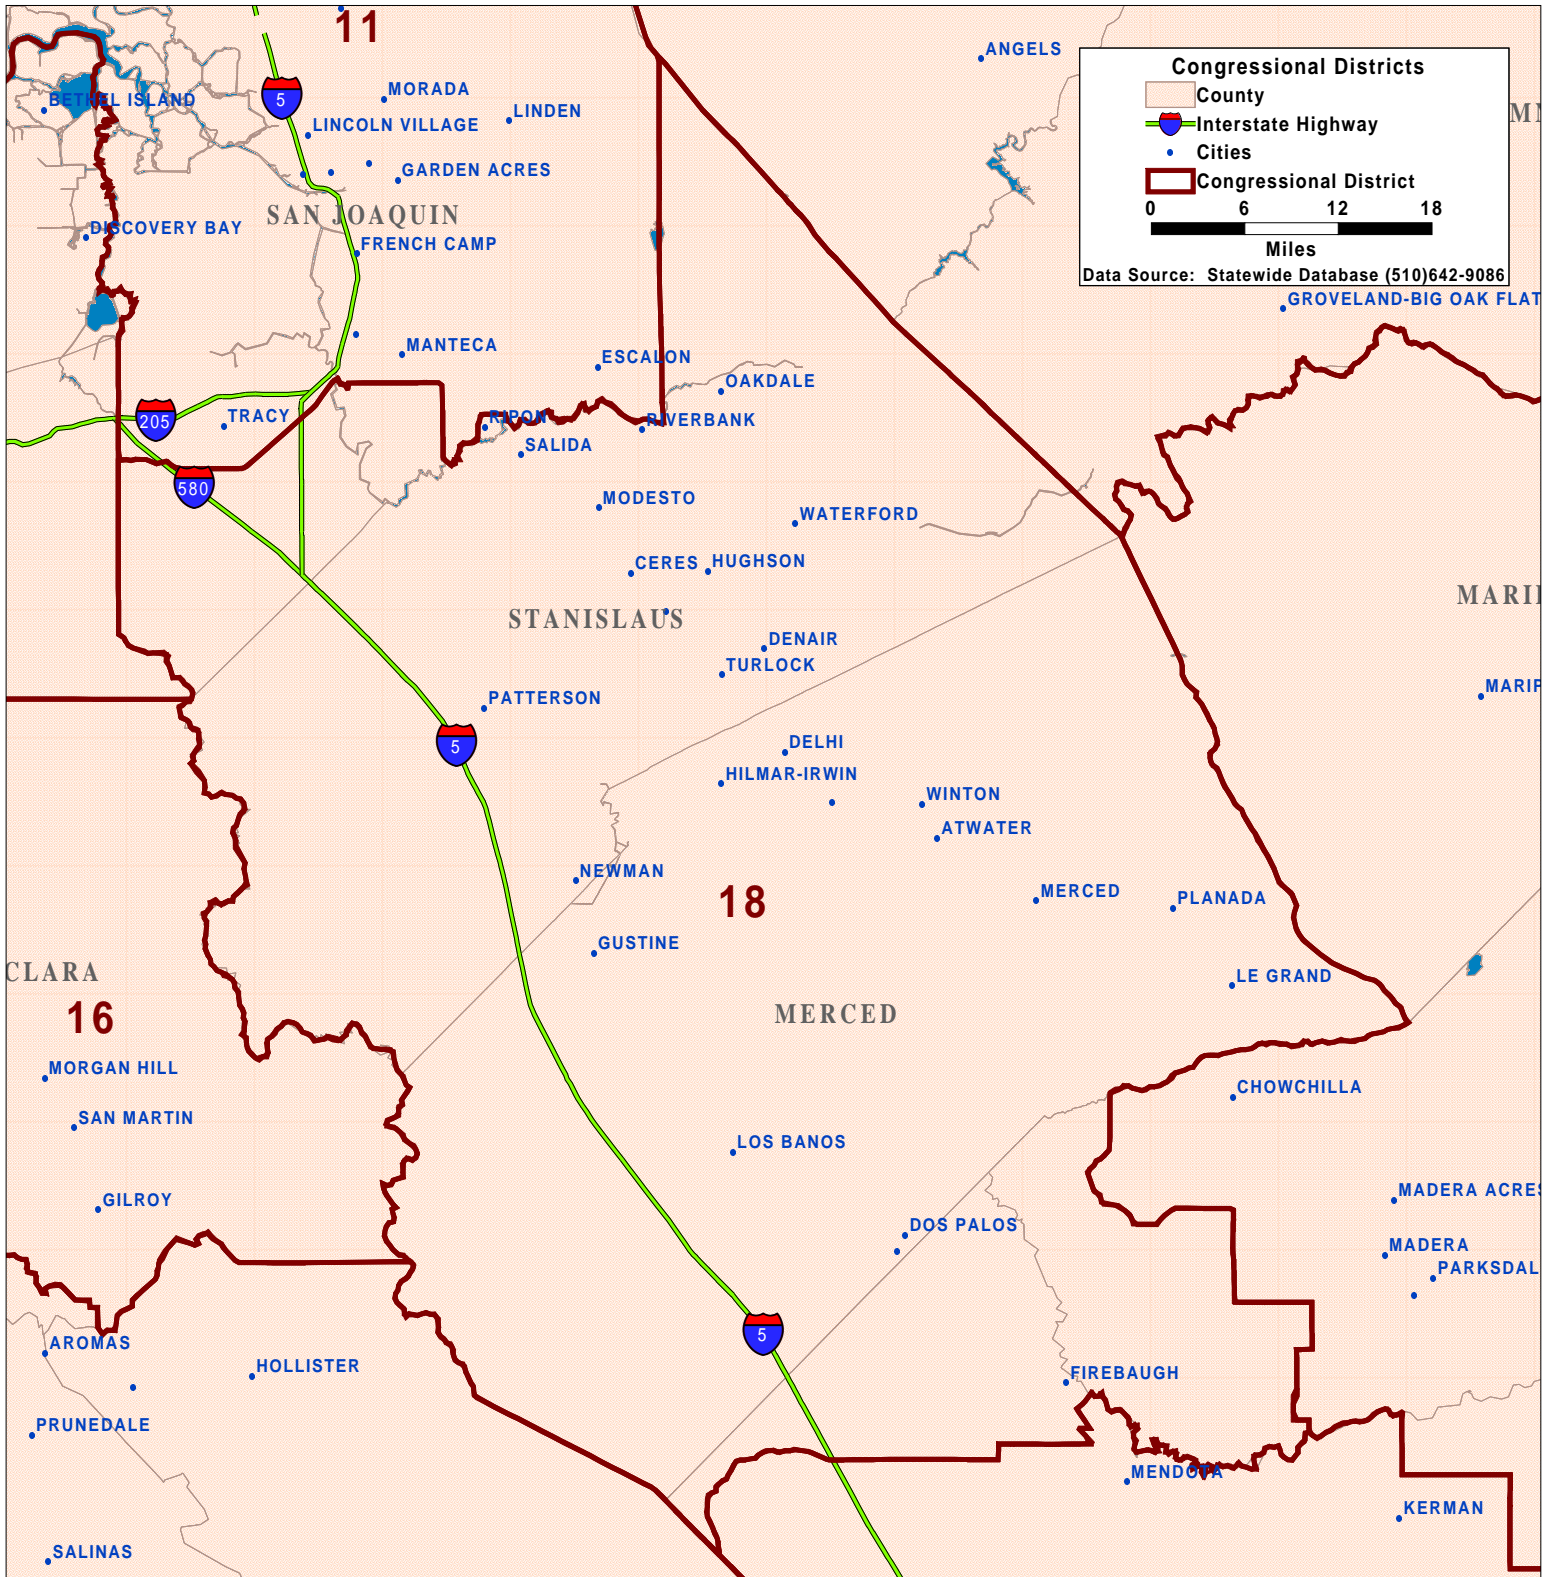 11
ANGELS
Congressional Districts
County
Interstate Highway
Cities
Congressional District
0 6 12 18
Miles
Data Source: Statewide Database (510)642-9086
5
MORADA
BETHEL ISLAND
LINDEN
LINCOLN VILLAGE
GARDEN ACRES
SAN JOAQUIN
DISCOVERY BAY
FRENCH CAMP
GROVELAND-BIG OAK FLAT
MANTECA
ESCALON
OAKDALE
205
TRACY
RIPON
RIVERBANK
SALIDA
580
MODESTO
WATERFORD
CERES
HUGHSON
STANISLAUS
MARI
DENAIR
TURLOCK
PATTERSON
MARIP
5
DELHI
HILMAR-IRWIN
WINTON
ATWATER
NEWMAN
18
MERCED
PLANADA
GUSTINE
CLARA
LE GRAND
16
MERCED
MORGAN HILL
CHOWCHILLA
SAN MARTIN
LOS BANOS
GILROY
MADERA ACRES
DOS PALOS
MADERA
PARKSDAL
5
AROMAS
HOLLISTER
FIREBAUGH
PRUNEDALE
MENDOTA
KERMAN
SALINAS